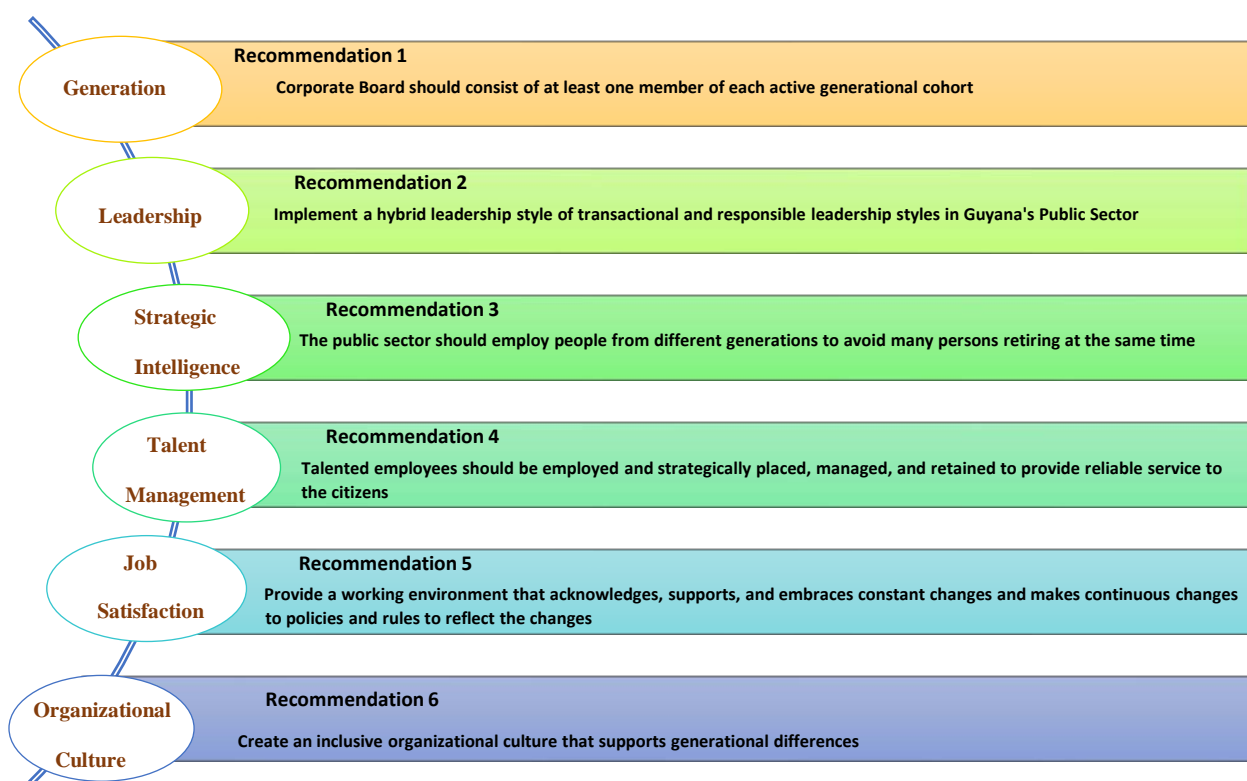 Recommendation 1
Generation
Corporate Board should consist of at least one member of each active generational cohort
Recommendation 2
Leadership
Implement a hybrid leadership style of transactional and responsible leadership styles in Guyana's Public Sector
Recommendation 3
Strategic
Intelligence
The public sector should employ people from different generations to avoid many persons retiring at the same time
Recommendation 4
Talent
Management
Talented employees should be employed and strategically placed, managed, and retained to provide reliable service to
the citizens
Recommendation 5
Job
Satisfaction
Provide a working environment that acknowledges, supports, and embraces constant changes and makes continuous changes
to policies and rules to reflect the changes
Recommendation 6
Organizational
Culture
Create an inclusive organizational culture that supports generational differences